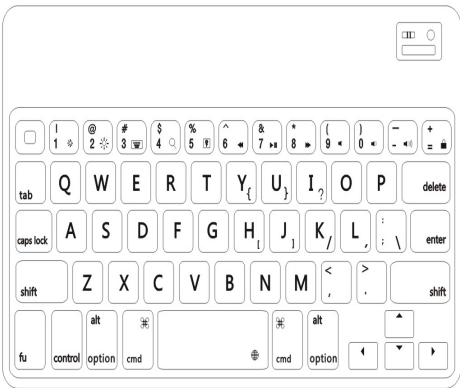 ! @ # $ % ^ & * ( ) — +
1 2 3 4 5 6 7 8 9 0 - =
tab Q W E R T Y { U } I ? O P delete
caps lock A S D F G H [ J ] K / L , : ; \ enter
shift Z X C V B N M < , > . shift
alt ⌘ ⌘ alt
fu control option cmd cmd option